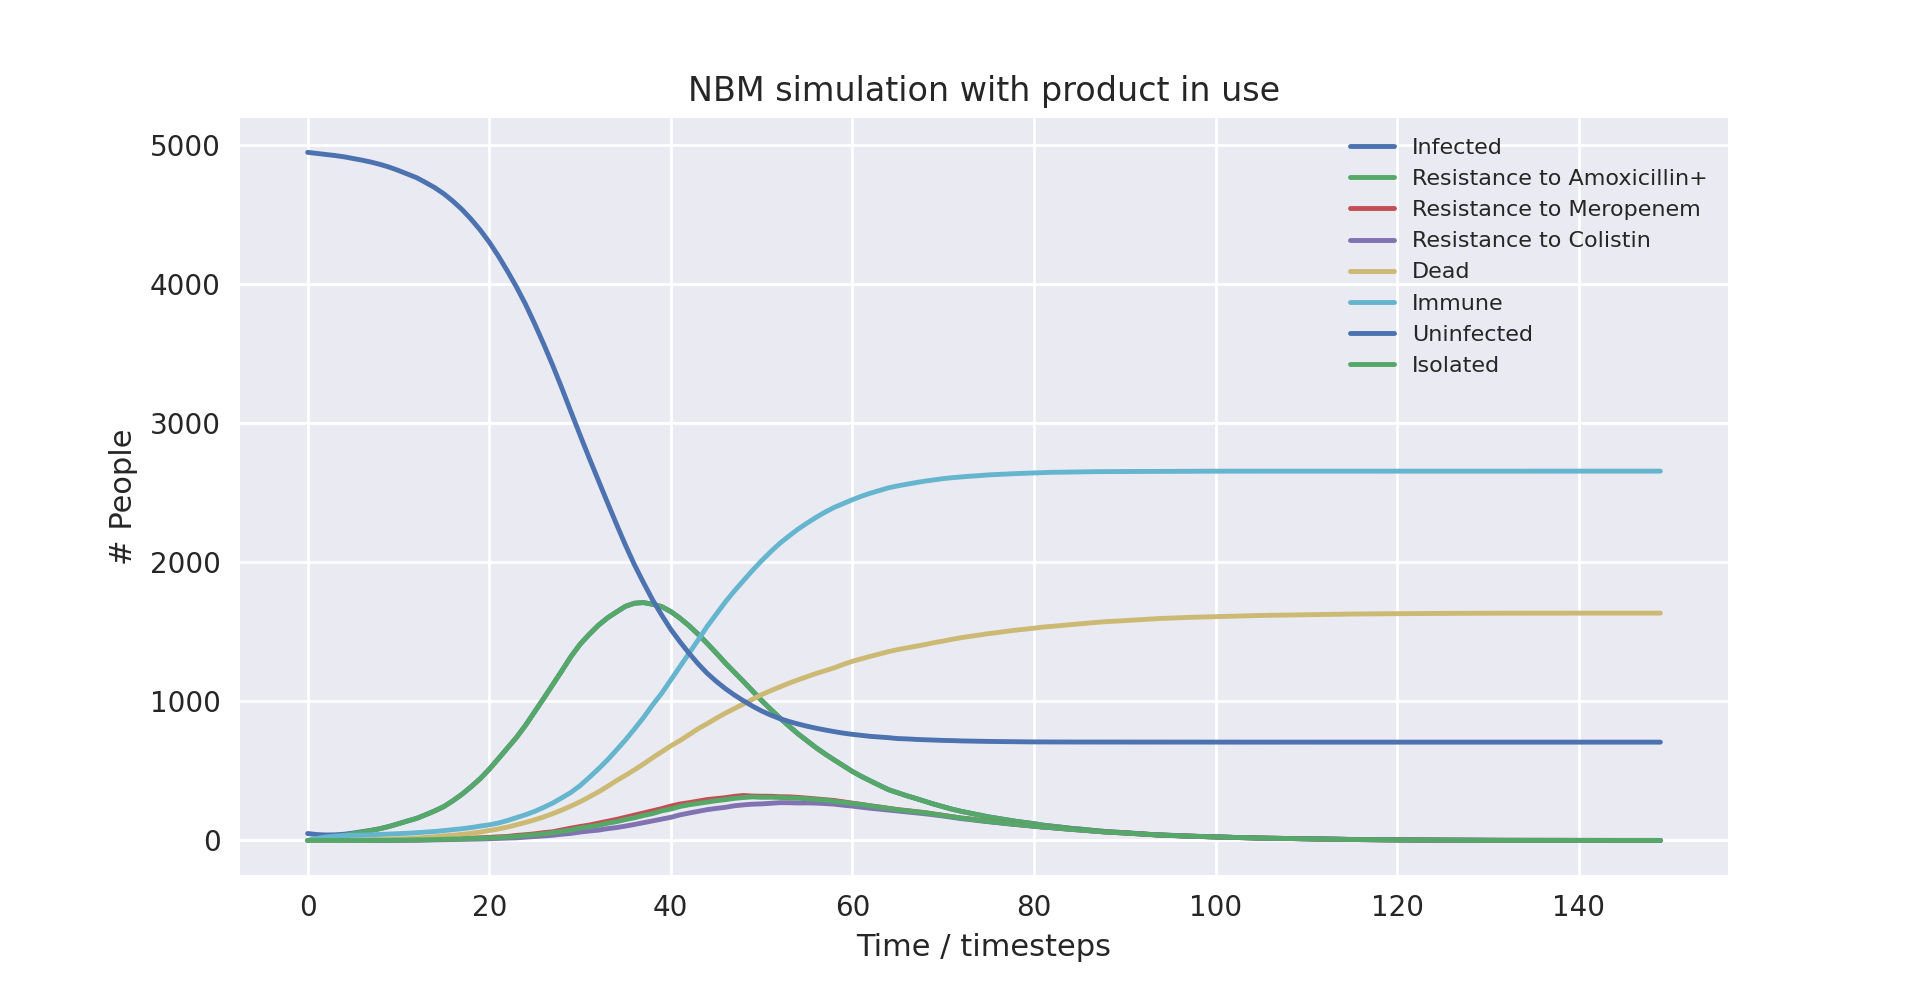 NBM simulation with product in use
5000
4000
3000
2000
1000
0
# People
Infected
Resistance to Amoxicillin+
Resistance to Meropenem
Resistance to Colistin
Dead
Immune
Uninfected
Isolated
0 20 40 60 80 100 120 140
Time / timesteps